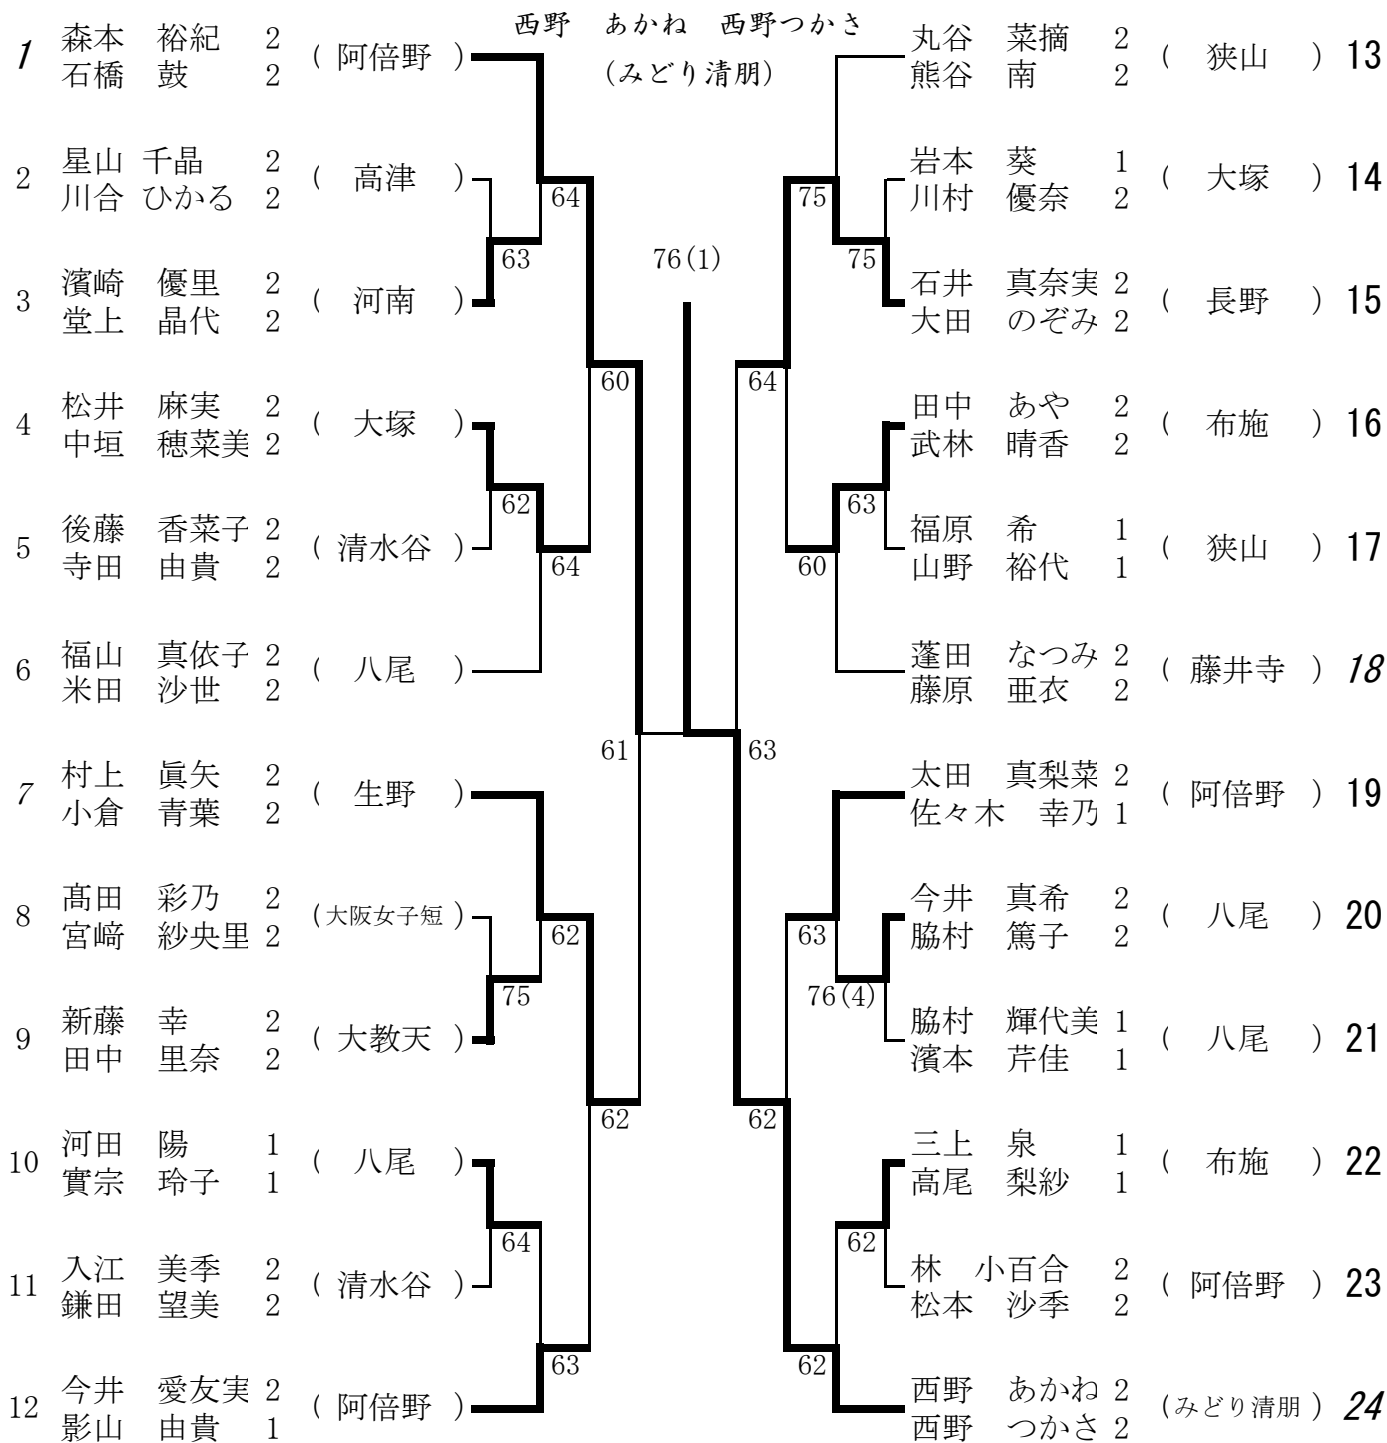 西野 あかね 西野つかさ
(みどり清朋)
1 森本 裕紀 2 ( 阿倍野 )
石橋 鼓 2
2 星山 千晶 2 ( 高津 )
川合 ひかる 2
3 濱崎 優里 2 ( 河南 )
堂上 晶代 2
4 松井 麻実 2 ( 大塚 )
中垣 穂菜美 2
5 後藤 香菜子 2 ( 清水谷 )
寺田 由貴 2
6 福山 真依子 2 ( 八尾 )
米田 沙世 2
7 村上 眞矢 2 ( 生野 )
小倉 青葉 2
8 髙田 彩乃 2 (大阪女子短 )
宮﨑 紗央里 2
9 新藤 幸 2 ( 大教天 )
田中 里奈 2
10 河田 陽 1 ( 八尾 )
實宗 玲子 1
11 入江 美季 2 ( 清水谷 )
鎌田 望美 2
12 今井 愛友実 2 ( 阿倍野 )
影山 由貴 1
64
63
60
62
64
61
62
75
62
64
63
76(1)
75
75
64
63
60
63
63
76(4)
62
62
62
丸谷 菜摘 2 ( 狭山 ) 13
熊谷 南 2
岩本 葵 1 ( 大塚 ) 14
川村 優奈 2
石井 真奈実 2 ( 長野 ) 15
大田 のぞみ 2
田中 あや 2 ( 布施 ) 16
武林 晴香 2
福原 希 1 ( 狭山 ) 17
山野 裕代 1
蓬田 なつみ 2 ( 藤井寺 ) 18
藤原 亜衣 2
太田 真梨菜 2 ( 阿倍野 ) 19
佐々木 幸乃 1
今井 真希 2 ( 八尾 ) 20
脇村 篤子 2
脇村 輝代美 1 ( 八尾 ) 21
濱本 芹佳 1
三上 泉 1 ( 布施 ) 22
高尾 梨紗 1
林 小百合 2 ( 阿倍野 ) 23
松本 沙季 2
西野 あかね 2 (みどり清朋 ) 24
西野 つかさ 2